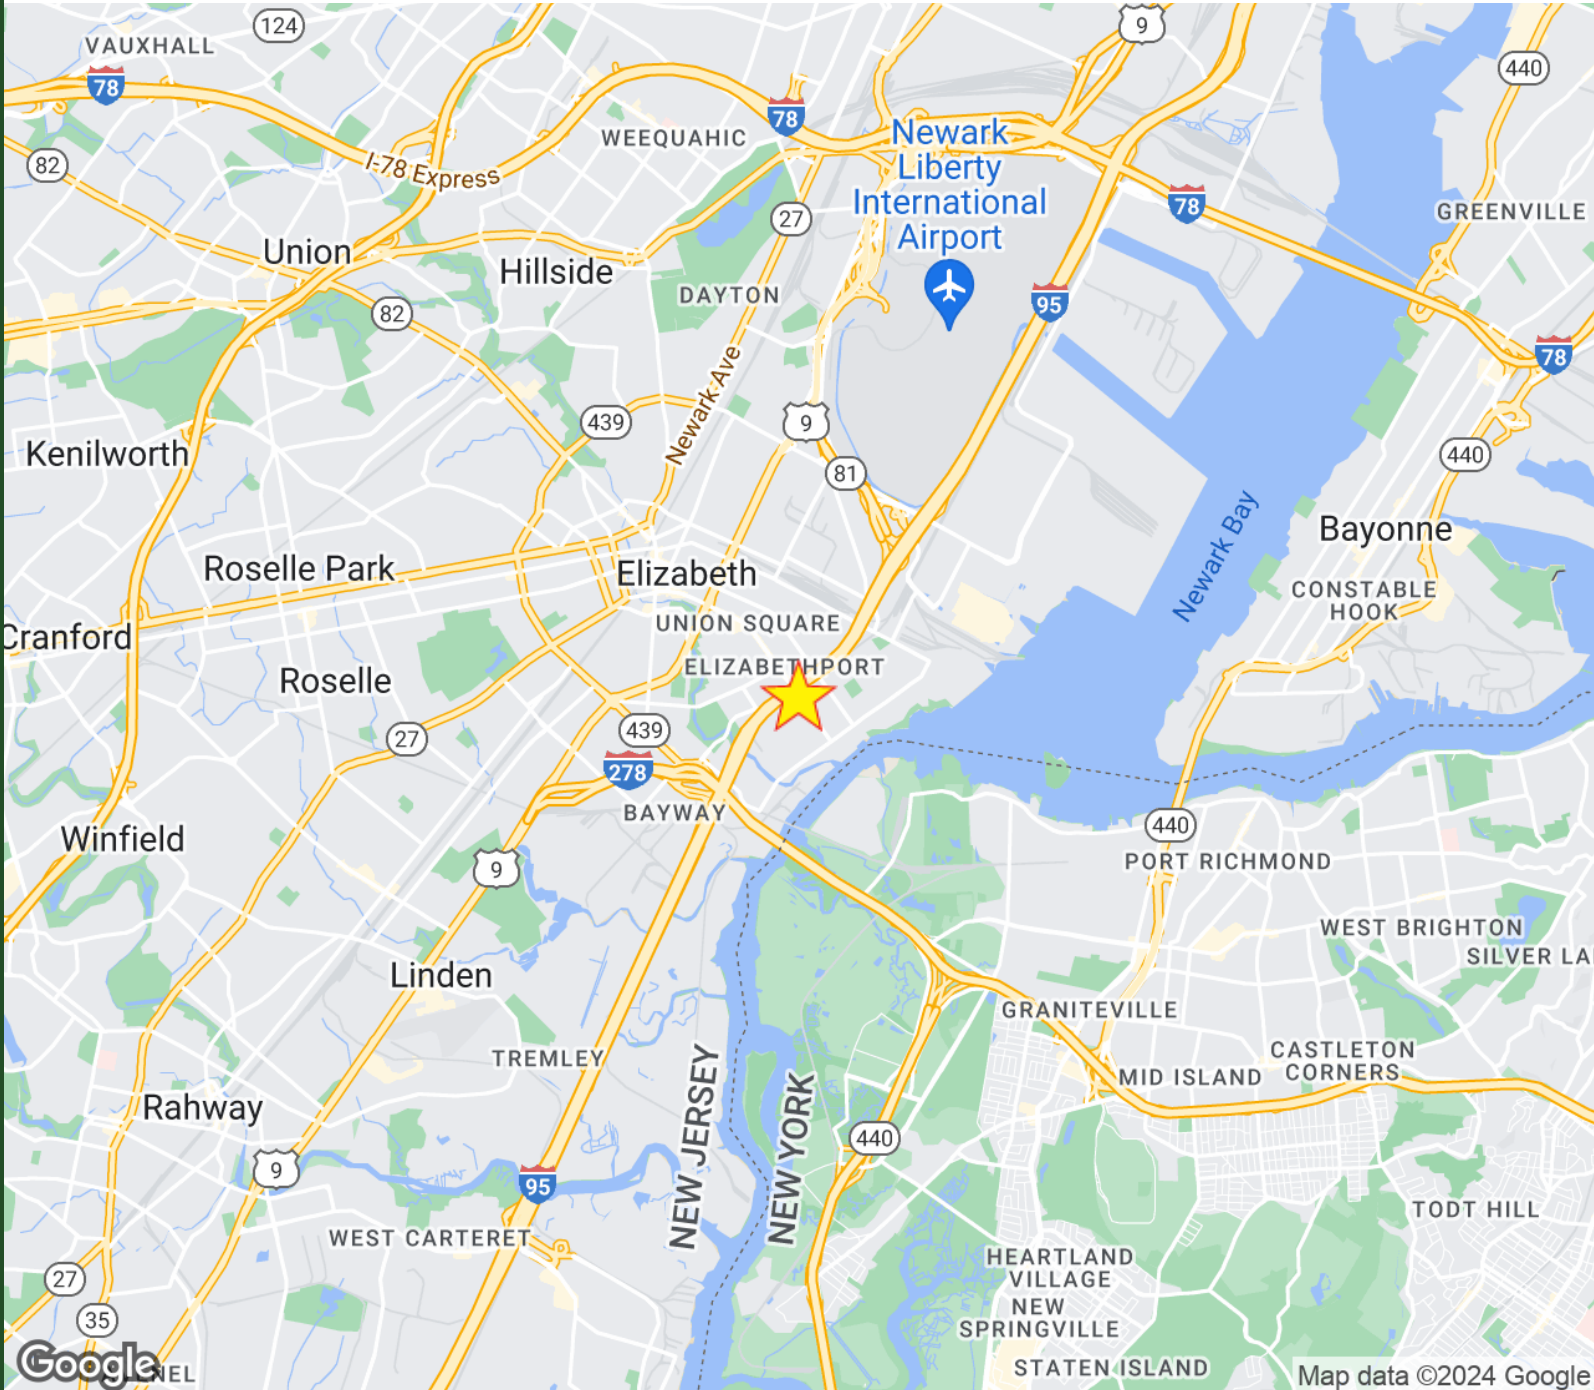 124
9
VAUXHALL
440
78
78
WEEQUAHIC
Newark
Liberty
International
Airport
82
I-78 Express
78
27
GREENVILLE
Union
Hillside
DAYTON
95
82
78
Newark Ave
439
9
Kenilworth
440
81
Newark Bay
Bayonne
Roselle Park
Elizabeth
CONSTABLE
HOOK
UNION SQUARE
Cranford
ELIZABETHPORT
Roselle
439
27
278
BAYWAY
440
Winfield
PORT RICHMOND
9
WEST BRIGHTON
SILVER LA
Linden
GRANITEVILLE
TREMLEY
CASTLETON
CORNERS
MID ISLAND
Rahway
NEW JERSEY
NEW YORK
440
9
95
TODT HILL
WEST CARTERET
HEARTLAND
VILLAGE
27
NEW
SPRINGVILLE
35
Google
ENEL
STATEN ISLAND
Map data ©2024 Google